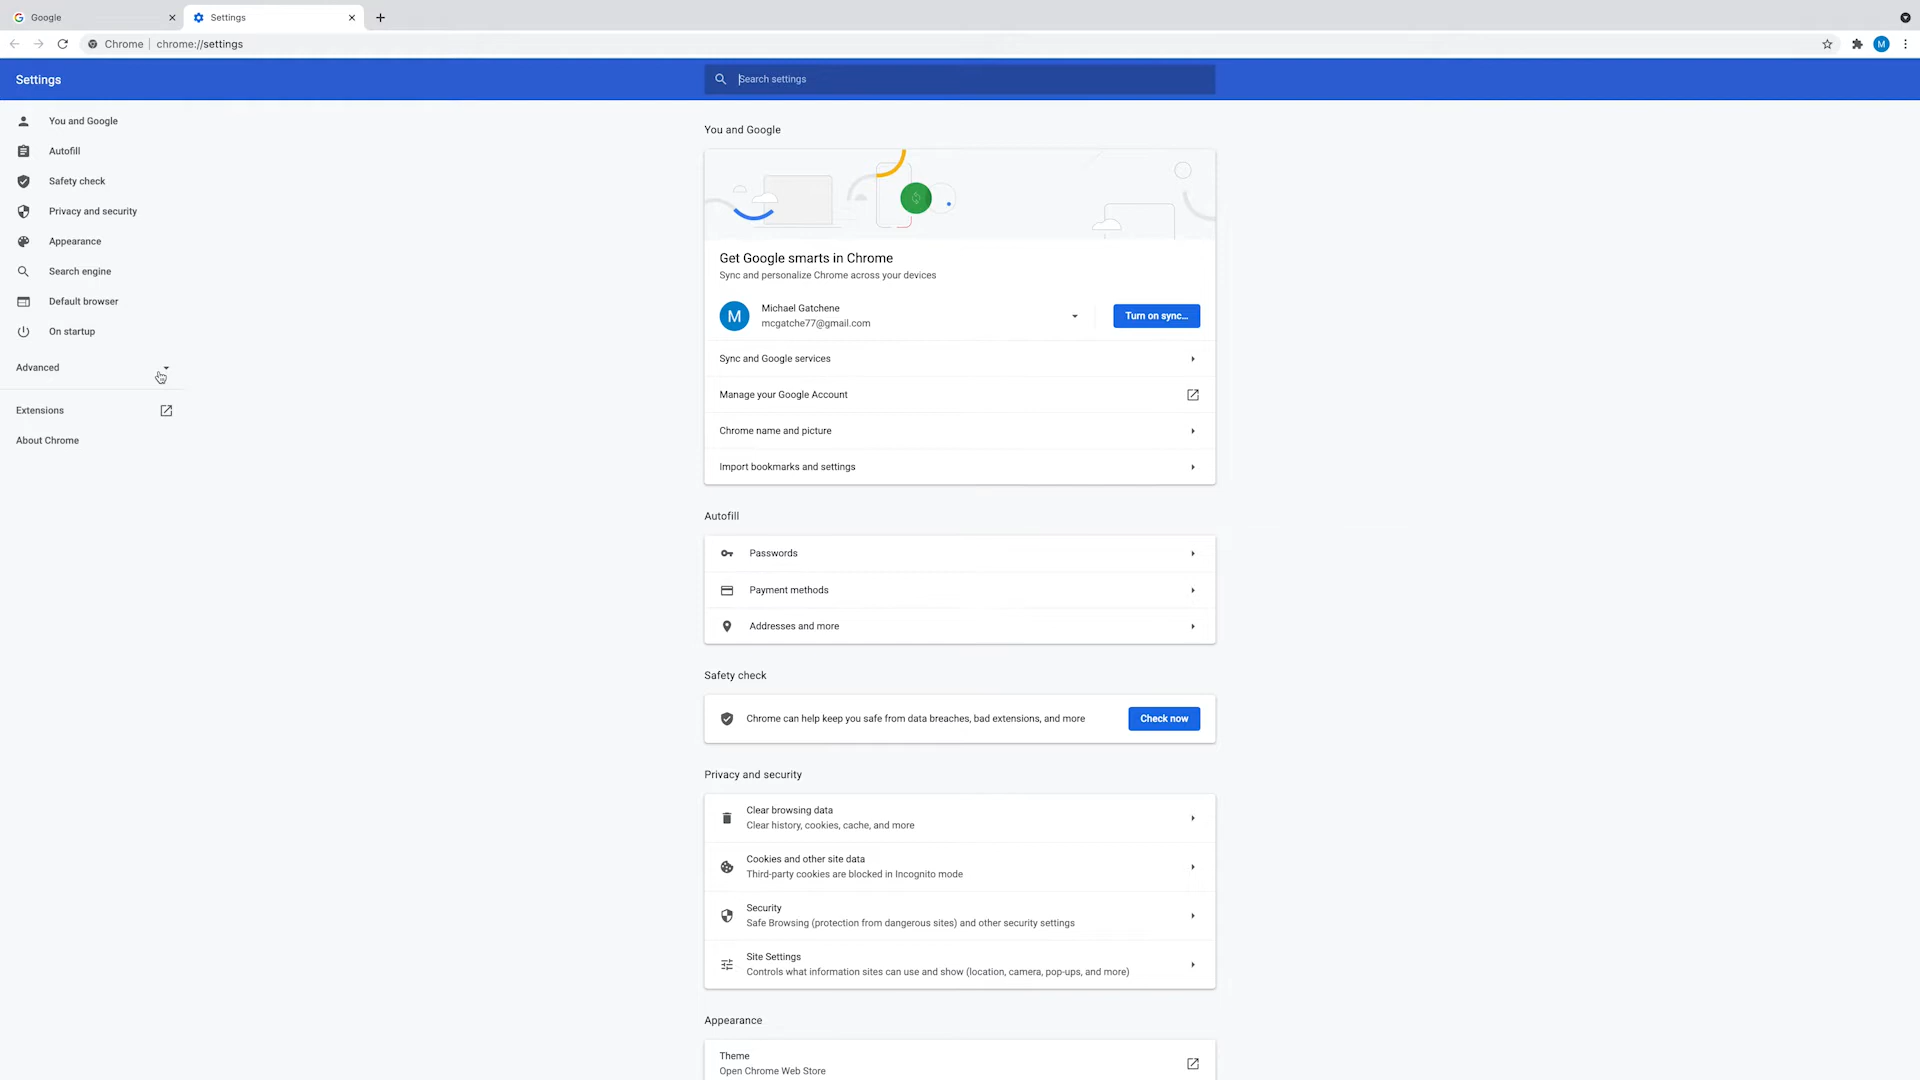 Google
Settings
Chrome
chrome://settings
M
Settings
Search settings
You and Google
Autofill
Safety check
Privacy and security
Appearance
Search engine
Default browser
On startup
Advanced
Extensions
About Chrome
You and Google
Get Google smarts in Chrome
Sync and personalize Chrome across your devices
M
Michael Gatchene
mcgatche77@gmail.com
Turn on sync...
Sync and Google services
Manage your Google Account
Chrome name and picture
Import bookmarks and settings
Autofill
Passwords
Payment methods
Addresses and more
Safety check
Chrome can help keep you safe from data breaches, bad extensions, and more
Check now
Privacy and security
Clear browsing data
Clear history, cookies, cache, and more
Cookies and other site data
Third-party cookies are blocked in Incognito mode
Security
Safe Browsing (protection from dangerous sites) and other security settings
Site Settings
Controls what information sites can use and show (location, camera, pop-ups, and more)
Appearance
Theme
Open Chrome Web Store